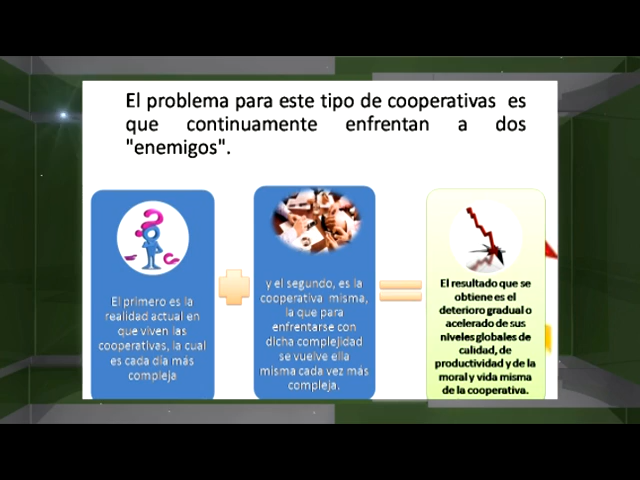 El problema para este tipo de cooperativas es
que continuamente enfrentan a dos
"enemigos".
El primero es la
realidad actual en
que viven las
cooperativas, la cual
es cada día más
compleja
y el segundo, es la
cooperativa misma,
la que para
enfrentarse con
dicha complejidad
se vuelve ella
misma cada vez más
compleja.
El resultado que se
obtiene es el
deterioro gradual o
acelerado de sus
niveles globales de
calidad, de
productividad y de la
moral y vida misma
de la cooperativa.